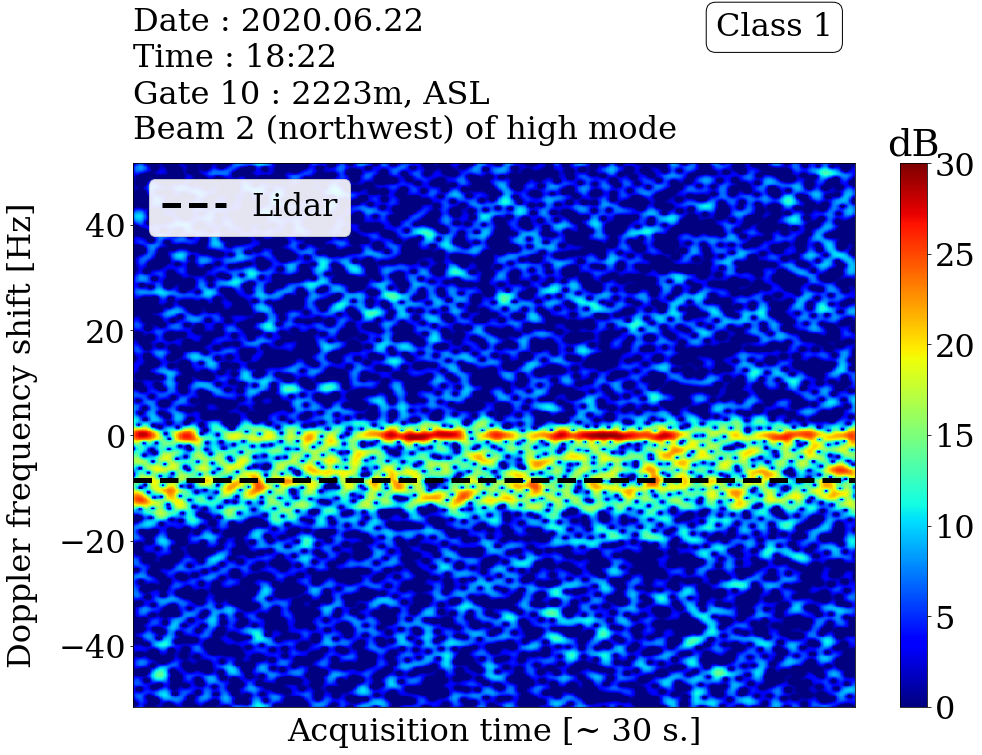 Date : 2020.06.22
Time : 18:22
Gate 10 : 2223m, ASL
Beam 2 (northwest) of high mode
Class 1
dB
Lidar
Doppler frequency shift [Hz]
40
20
0
−20
−40
Acquisition time [~ 30 s.]
30
25
20
15
10
5
0